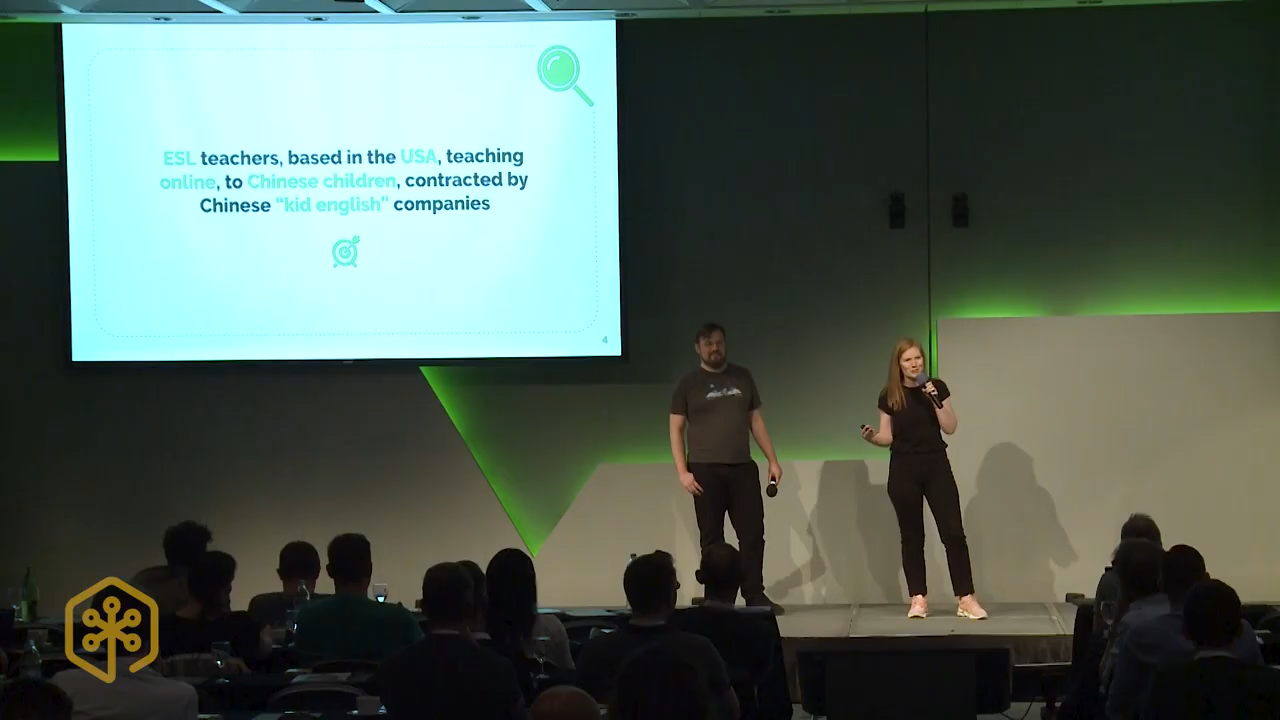 ESL teachers, based in the USA, teaching
online, to Chinese children, contracted by
Chinese "kid english" companies
4